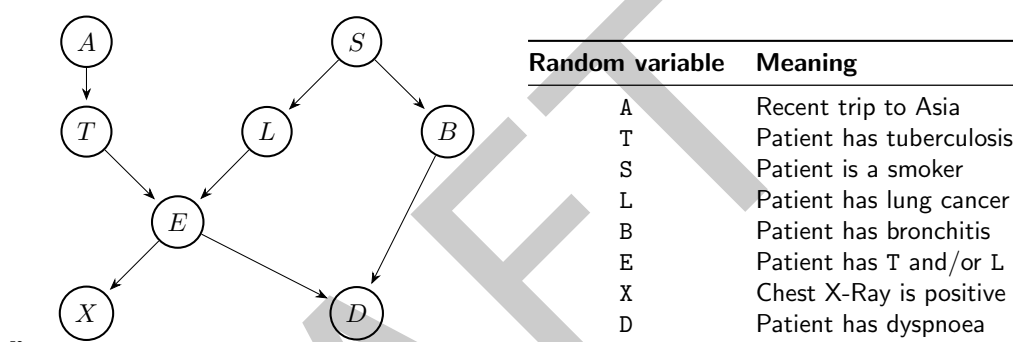 A S
T L B
E
X D
Random variable Meaning
A Recent trip to Asia
T Patient has tuberculosis
S Patient is a smoker
L Patient has lung cancer
B Patient has bronchitis
E Patient has T and/or L
X Chest X-Ray is positive
D Patient has dyspnoea